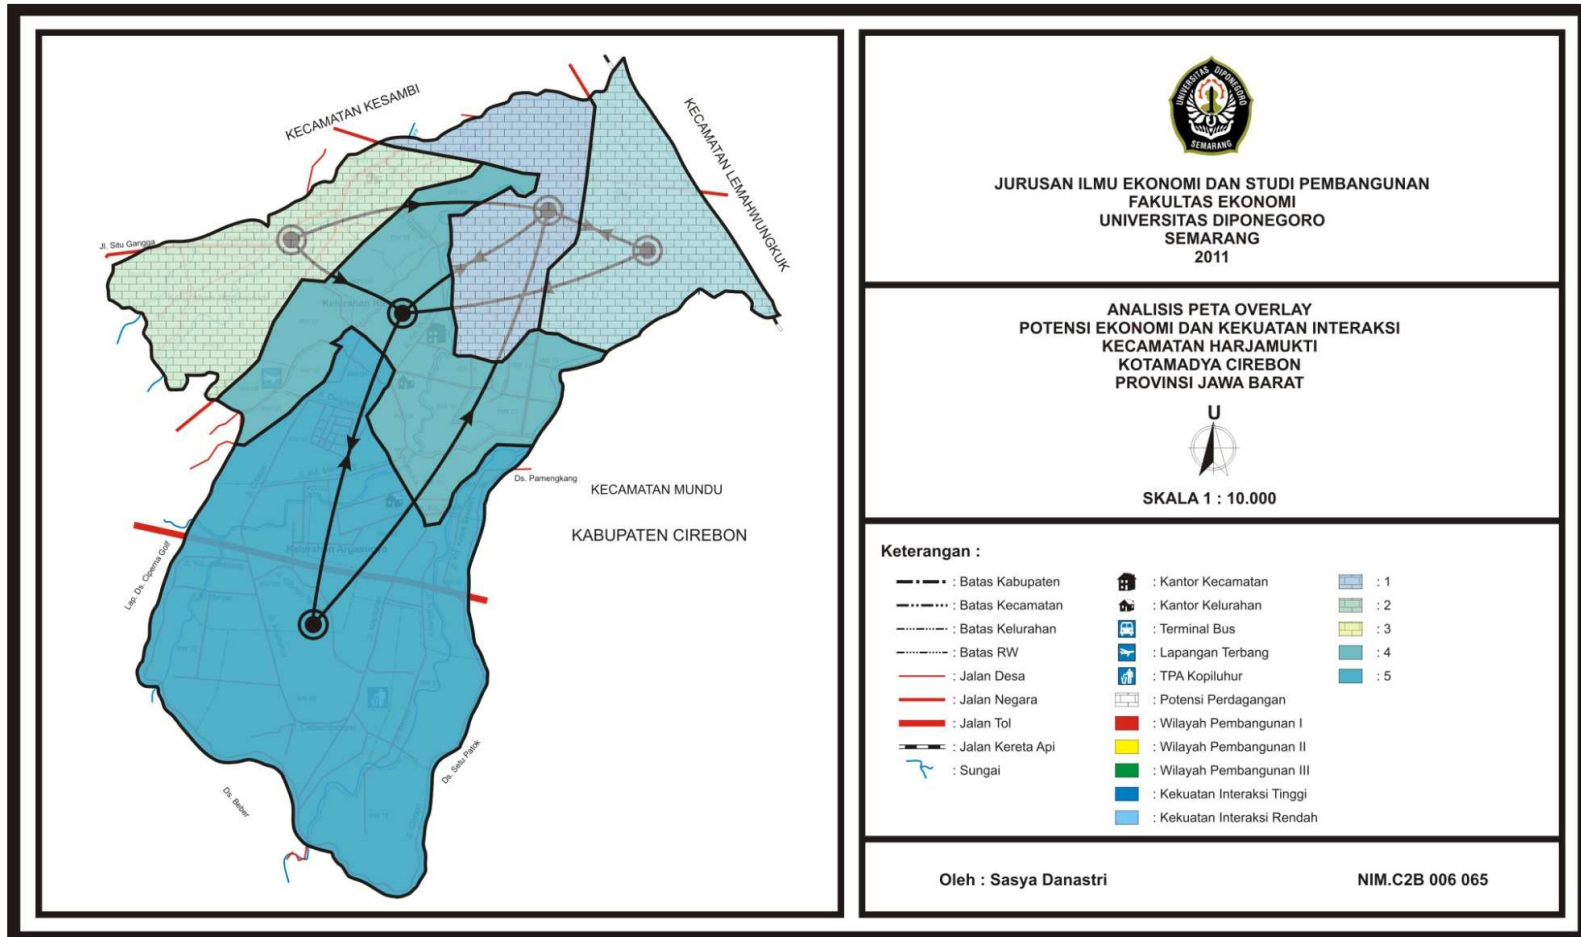 KECAMATAN KESAMBI
KECAMATAN LEMAHWUNGKUK
Jl. Situ Gangga
Ds. Pamengkang
KECAMATAN MUNDU
KABUPATEN CIREBON
Lap. Ds. Ciperna Golf
Ds. Setu Patok
Ds. Beber
UNIVERSITAS DIPONEGORO
SEMARANG
JURUSAN ILMU EKONOMI DAN STUDI PEMBANGUNAN
FAKULTAS EKONOMI
UNIVERSITAS DIPONEGORO
SEMARANG
2011
ANALISIS PETA OVERLAY
POTENSI EKONOMI DAN KEKUATAN INTERAKSI
KECAMATAN HARJAMUKTI
KOTAMADYA CIREBON
PROVINSI JAWA BARAT
U
SKALA 1 : 10.000
Keterangan :
: Batas Kabupaten
: Batas Kecamatan
: Batas Kelurahan
: Batas RW
: Jalan Desa
: Jalan Negara
: Jalan Tol
: Jalan Kereta Api
: Sungai
: Kantor Kecamatan
: Kantor Kelurahan
: Terminal Bus
: Lapangan Terbang
: TPA Kopiluhur
: Potensi Perdagangan
: Wilayah Pembangunan I
: Wilayah Pembangunan II
: Wilayah Pembangunan III
: Kekuatan Interaksi Tinggi
: Kekuatan Interaksi Rendah
: 1
: 2
: 3
: 4
: 5
Oleh : Sasya Danastri
NIM.C2B 006 065